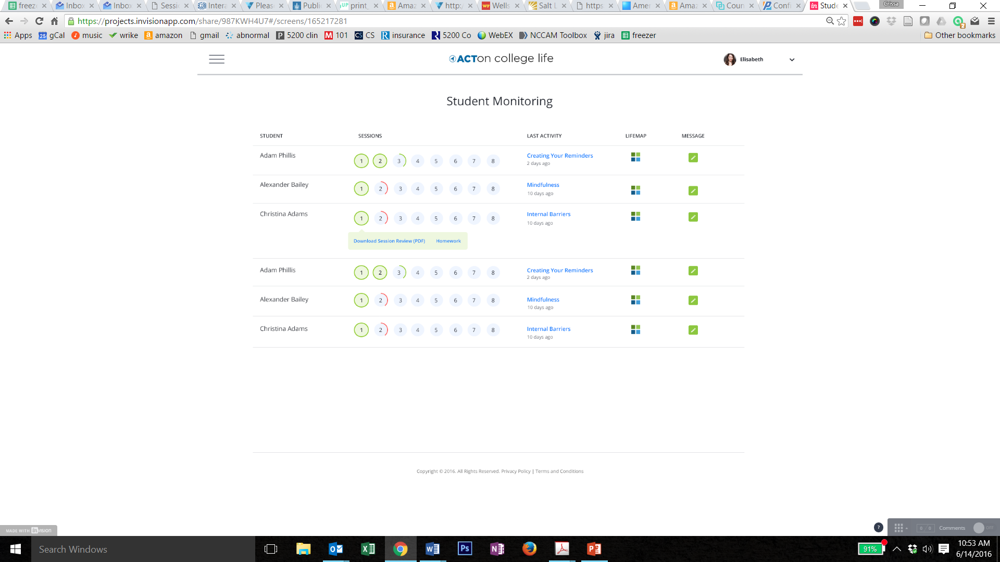 freeze Inbox Inbox Sessi Intera Pleas Public print_ Amaz http:/ Wells Salt L https Amer Amaz Coun Confi Stude Crissa
https://projects.invisionapp.com/share/987KWH4U7#/screens/165217281
Apps 25 gCal music wrike amazon gmail abnormal 5200 clin 101 CS insurance 5200 Co WebEX NCCAM Toolbox jira freezer Other bookmarks
ACTon college life
Elisabeth
Student Monitoring
STUDENT SESSIONS LAST ACTIVITY LIFEMAP MESSAGE
Adam Phillis 1 2 3 4 5 6 7 8 Creating Your Reminders
2 days ago
Alexander Bailey 1 2 3 4 5 6 7 8 Mindfulness
10 days ago
Christina Adams 1 2 3 4 5 6 7 8 Internal Barriers
10 days ago
Download Session Review (PDF) Homework
Adam Phillis 1 2 3 4 5 6 7 8 Creating Your Reminders
2 days ago
Alexander Bailey 1 2 3 4 5 6 7 8 Mindfulness
10 days ago
Christina Adams 1 2 3 4 5 6 7 8 Internal Barriers
10 days ago
Copyright © 2016. All Rights Reserved. Privacy Policy | Terms and Conditions
MADE WITH invision
? 0 / 0 Comments OFF
Search Windows
91%
10:53 AM
6/14/2016